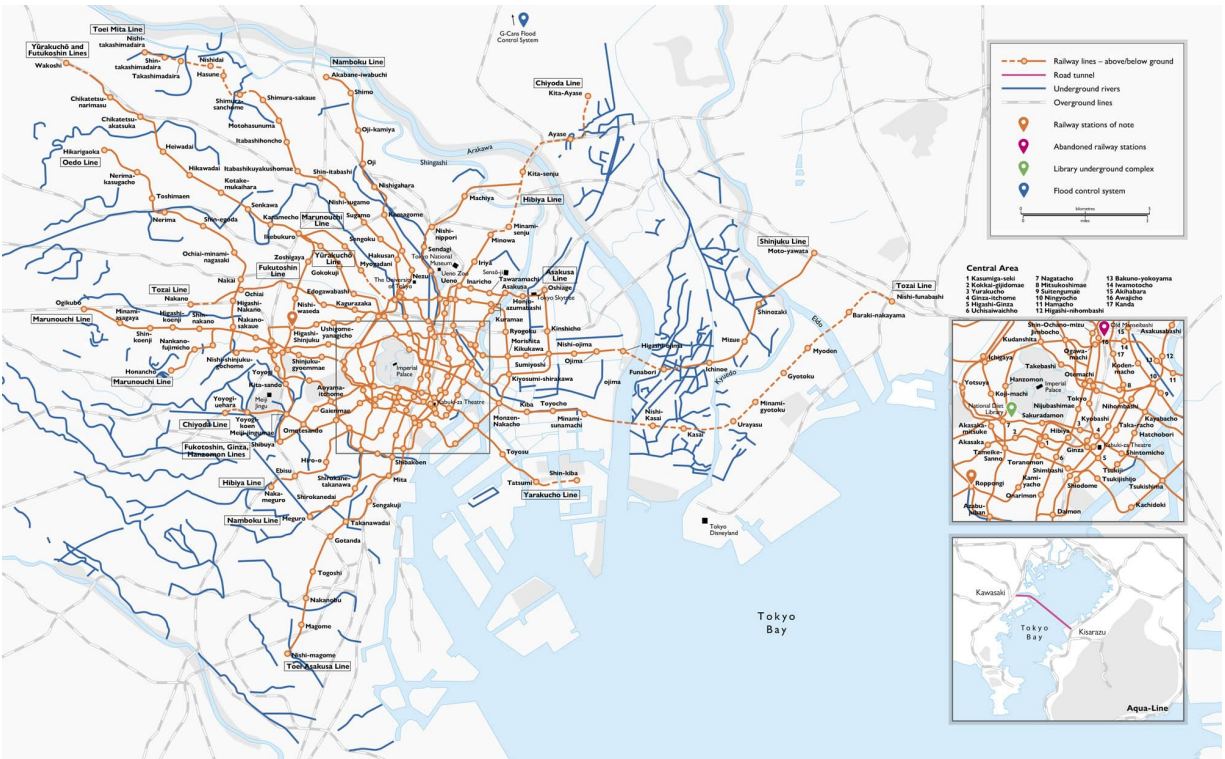 Toei Mita Line
Nishi-
takashimadaira
Shin-
takashimadaira
Takashimadaira
Nishidai
Hasune
Shimura-
sanchome
Shimura-sakaue
Motohasunuma
Itabashihoncho
Itabashikuyakushomae
Shin-itabashi
Nishi-sugamo
Sugamo
Sengoku
Hakusan
Yūrakuchō and
Futukoshin Lines
Wakoshi
Chikatetsu-
narimasu
Chikatetsu-
akatsuka
Heiwadai
Hikawadai
Kotake-
mukaihara
Senkawa
Kanamecho
Ikebukuro
Zoshigaya
Hikarigaoka
Oedo Line
Nerima-
kasugacho
Toshimaen
Nerima
Shin-egoda
Ochiai-minami-
nagasaki
Nakai
Namboku Line
Akabane-iwabuchi
Shimo
Oji-kamiya
Oji
Nishigahara
Kamagome
Marunouchi
Line
Yūrakuchō
Line
Myogadani
Gokokuji
Edogawabashi
Kagurazaka
Fukutoshin
Line
Nishi-
waseda
Higashi-
Shinjuku
Ushigome-
yanagicho
Shinjuku-
gyoemmae
Tozai Line
Nakano
Ochiai
Higashi-
Nakano
Nakano-
sakaue
Ogikubo
Marunouchi Line
Minami-
asagaya
Higashi-
koenji
Shin-
koenji
Shin-
nakano
Nankano-
fujimicho
Honancho
Marunouchi Line
Nishi-shinjuku-
gochome
Yoyogi
Kita-sando
Meiji
Jingu
Yoyogi-
uehara
Chiyoda Line
Yoyogi-
koen
Meiji-jingumae
Aoyama-
itchome
Gaienmae
Omotesando
Shibuya
Fukotoshin, Ginza,
Hanzomon Lines
Ebisu
Hiro-o
Hibiya Line
Naka-
meguro
Shirokane-
takanawa
Shirokanedai
Namboku Line
Meguro
Shibakoen
Mita
Sengakuji
Takanawadai
Gotanda
Togoshi
Nakanobu
Magome
Nishi-magome
Toei Asakusa Line
G-Cans Flood
Control System
Chiyoda Line
Kita-Ayase
Ayase
Arakawa
Shingashi
Kita-senju
Machiya
Hibiya Line
Minami-
senju
Minowa
Nishi-
nippori
Sendagi
Tokyo National
Museum
Nezu
Ueno Zoo
Ueno
The University
of Tokyo
Iriya
Inaricho
Sensō-ji
Tawaramachi
Asakusa
Asakusa
Line
Oshiage
Tokyo Skytree
Honjo-
azumabashi
Kuramae
Ryogoku
Morishita
Kikukawa
Kinshicho
Sumiyoshi
Kiyosumi-shirakawa
Nishi-ojima
Ojima
ojima
Higashi-ojima
Funabori
Ichinoe
Mizue
Shinozaki
Shinjuku Line
Moto-yawata
Tozai Line
Nishi-funabashi
Baraki-nakayama
Myoden
Gyotoku
Minami-
gyotoku
Urayasu
Kasai
Nishi-
Kasai
Edo
Kyuedo
Imperial
Palace
Kabuki-za Theatre
Monzen-
Nakacho
Kiba
Toyocho
Minami-
sunamachi
Toyosu
Tatsumi
Shin-kiba
Yarakucho Line
Tokyo
Disneyland
Tokyo
Bay
Railway lines – above/below ground
Road tunnel
Underground rivers
Overground lines
Railway stations of note
Abandoned railway stations
Library underground complex
Flood control system
0 kilometres 5
0 miles 3
Central Area
1 Kasumiga-seki
2 Kokkai-gijidomae
3 Yurakucho
4 Ginza-itchome
5 Higashi-Ginza
6 Uchisaiwaichho
7 Nagatacho
8 Mitsukoshimae
9 Suitengumäe
10 Ningyocho
11 Hamacho
12 Higashi-nihombashi
13 Bakuno-yokoyama
14 Iwamotocho
15 Akihabara
16 Awajicho
17 Kanda
Shin-Ochano-mizu
Jimbocho
Old Manseibashi
Asakusabashi
Kudanshita
Ogawa-
machi
Ichigaya
Takebashi
Koden-
macho
Otemachi
Yotsuya
Hanzomon
Imperial
Palace
Koji-machi
Tokyo
National Diet
Library
Nijubashimae
Nihombashi
Sakuradamon
Kyobashi
Kayabacho
Akasaka-
mitsuke
Hibiya
Taka-racho
Hatchobori
Akasaka
Ginza
Kabuki-za Theatre
Shintomicho
Tameike-
Sanno
Toranomon
Tsukiji
Shimbashi
Tsukijishijo
Roppongi
Kami-
yacho
Shiodome
Tsukishima
Onarimon
Azabu-
Juban
Daimon
Kachidoki
Kawasaki
Tokyo
Bay
Kisarazu
Aqua-Line